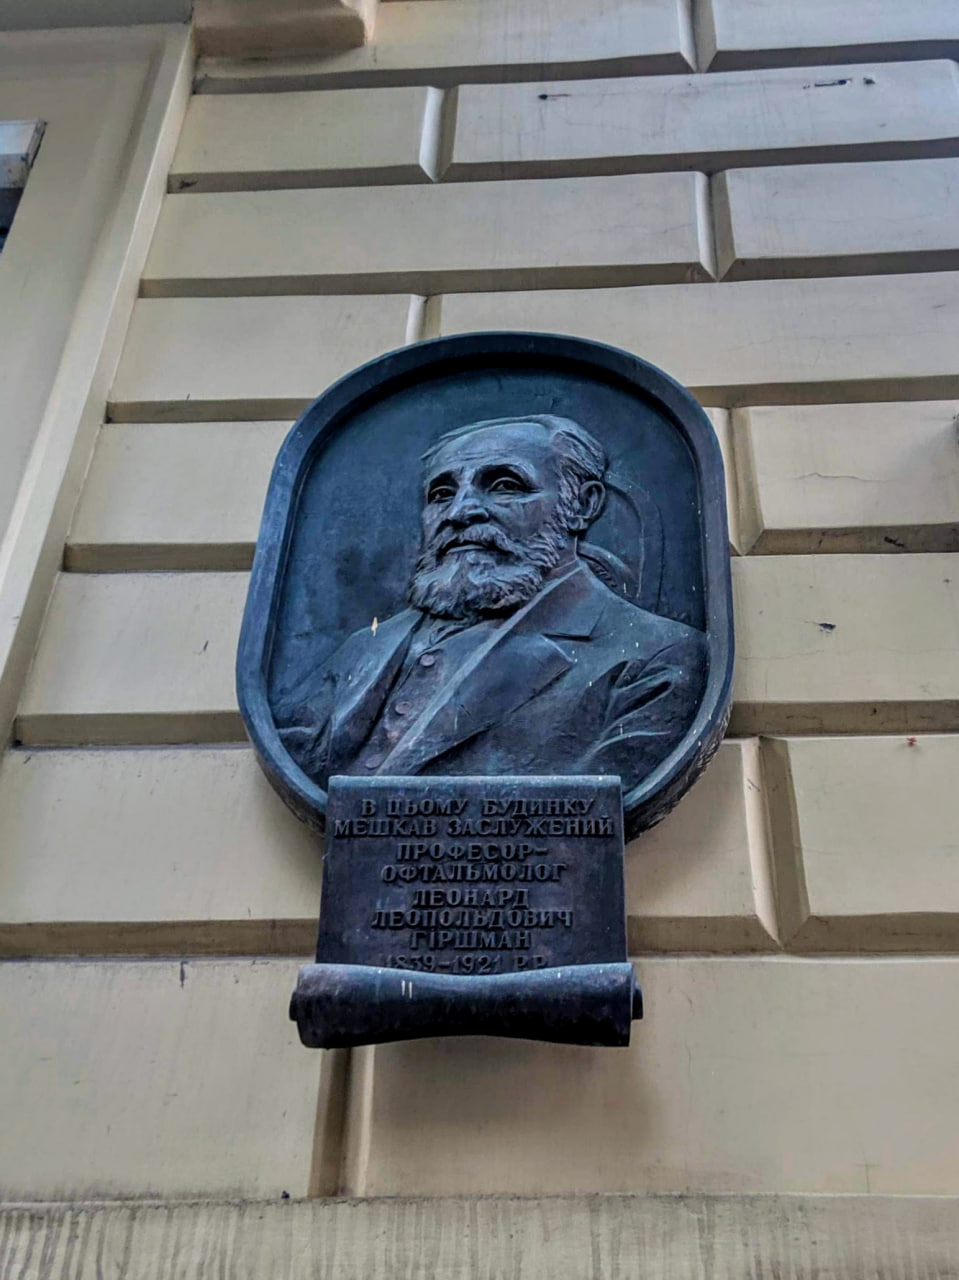 В ЦЬОМУ БУДИНКУ
МЕШКАВ ЗАСЛУЖЕНИЙ
ПРОФЕСОР-
ОФТАЛЬМОЛОГ
ЛЕОНАРД
ЛЕОПОЛЬДОВИЧ
ГІРШМАН
1839-1921 Р.Р.